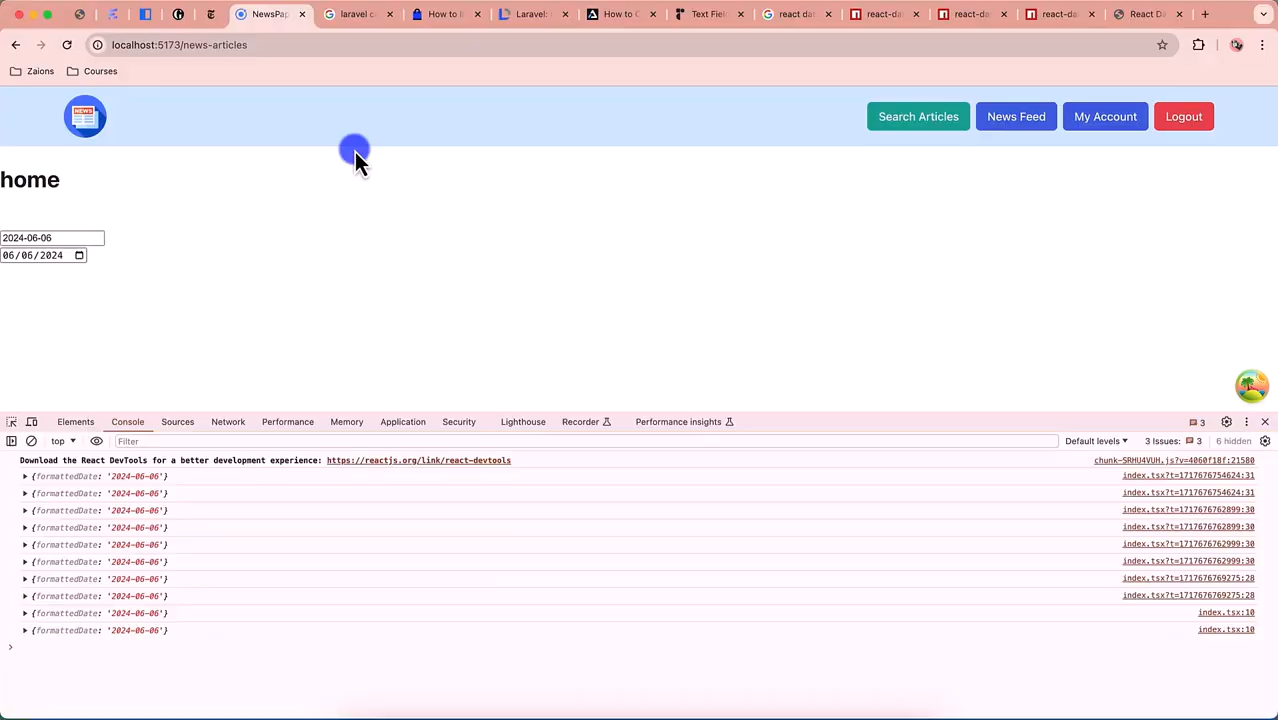 NewsPap
laravel c
How to l
Laravel:
How to C
Text Field
react da
react-da
react-da
react-da
React Da
localhost:5173/news-articles
Zaions
Courses
NEWS
Search Articles
News Feed
My Account
Logout
home
2024-06-06
06/06/2024
Elements
Console
Sources
Network
Performance
Memory
Application
Security
Lighthouse
Recorder
Performance insights
3
top
Filter
Default levels
3 Issues:
3
6 hidden
Download the React DevTools for a better development experience: https://reactjs.org/link/react-devtools chunk-SRHU4VUH.js?v=4060f18f:21580
{formattedDate: '2024-06-06'} index.tsx?t=1717676754624:31
{formattedDate: '2024-06-06'} index.tsx?t=1717676754624:31
{formattedDate: '2024-06-06'} index.tsx?t=1717676762899:30
{formattedDate: '2024-06-06'} index.tsx?t=1717676762899:30
{formattedDate: '2024-06-06'} index.tsx?t=1717676762999:30
{formattedDate: '2024-06-06'} index.tsx?t=1717676762999:30
{formattedDate: '2024-06-06'} index.tsx?t=1717676769275:28
{formattedDate: '2024-06-06'} index.tsx?t=1717676769275:28
{formattedDate: '2024-06-06'} index.tsx:10
{formattedDate: '2024-06-06'} index.tsx:10